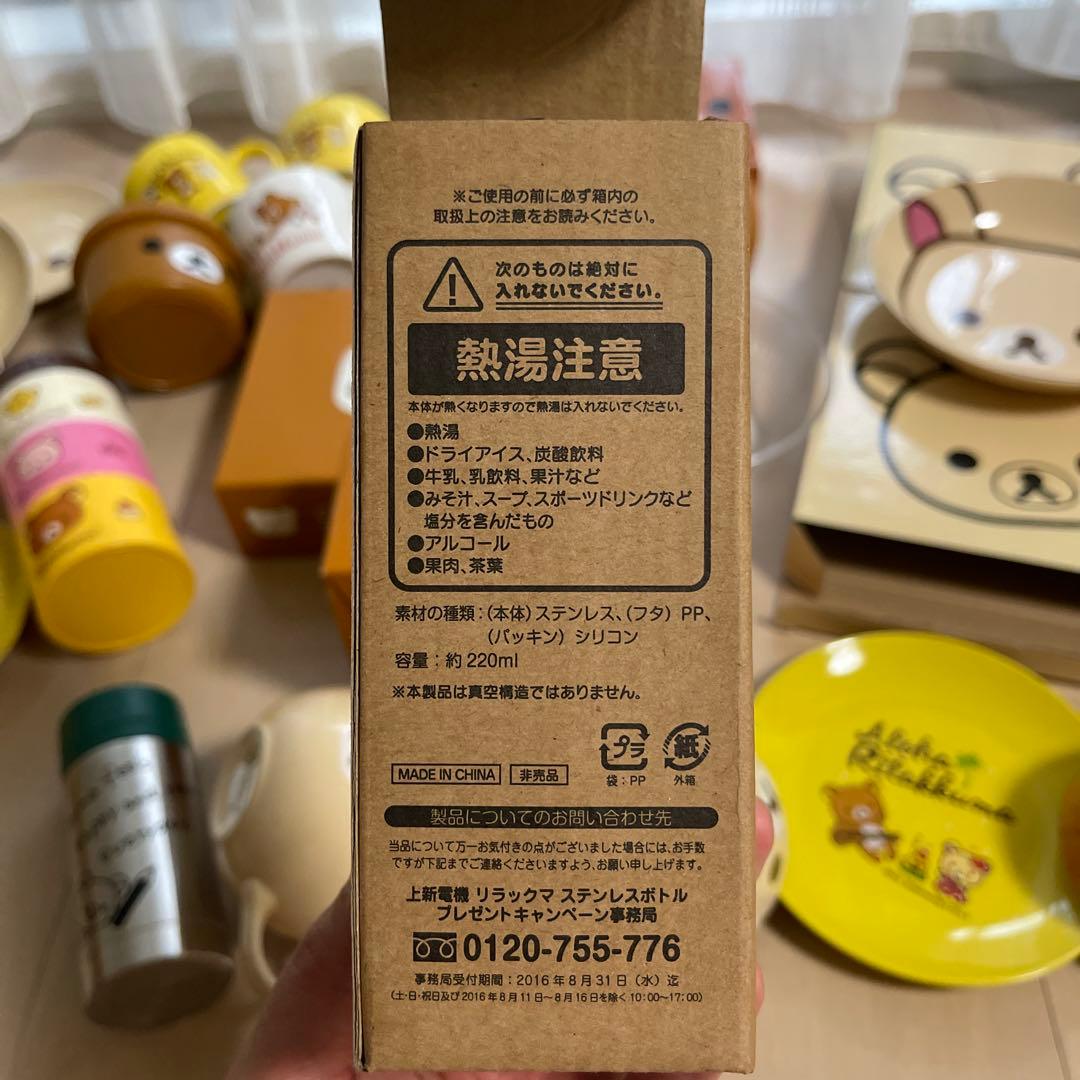 ※ご使用の前に必ず箱内の
取扱上の注意をお読みください。
次のものは絶対に
入れないでください。
熱湯注意
本体が熱くなりますので熱湯は入れないでください。
●熱湯
●ドライアイス、炭酸飲料
●牛乳、乳飲料、果汁など
●みそ汁、スープ、スポーツドリンクなど
塩分を含んだもの
●アルコール
●果肉、茶葉
素材の種類：（本体）ステンレス、（フタ）PP、
（パッキン）シリコン
容量：約220ml
※本製品は真空構造ではありません。
プラ
紙
袋：PP
外箱
MADE IN CHINA
非売品
製品についてのお問い合わせ先
当品について万一お気付きの点がございました場合には、お手数
ですが下記までご連絡くださいますよう、お願い申し上げます。
上新電機 リラックマ ステンレスボトル
プレゼントキャンペーン事務局
0120-755-776
事務局受付期間：2016年8月31日（水）迄
（土・日・祝日及び2016年8月11日～8月16日を除く10:00～17:00）
Aloha
Rilakkuma